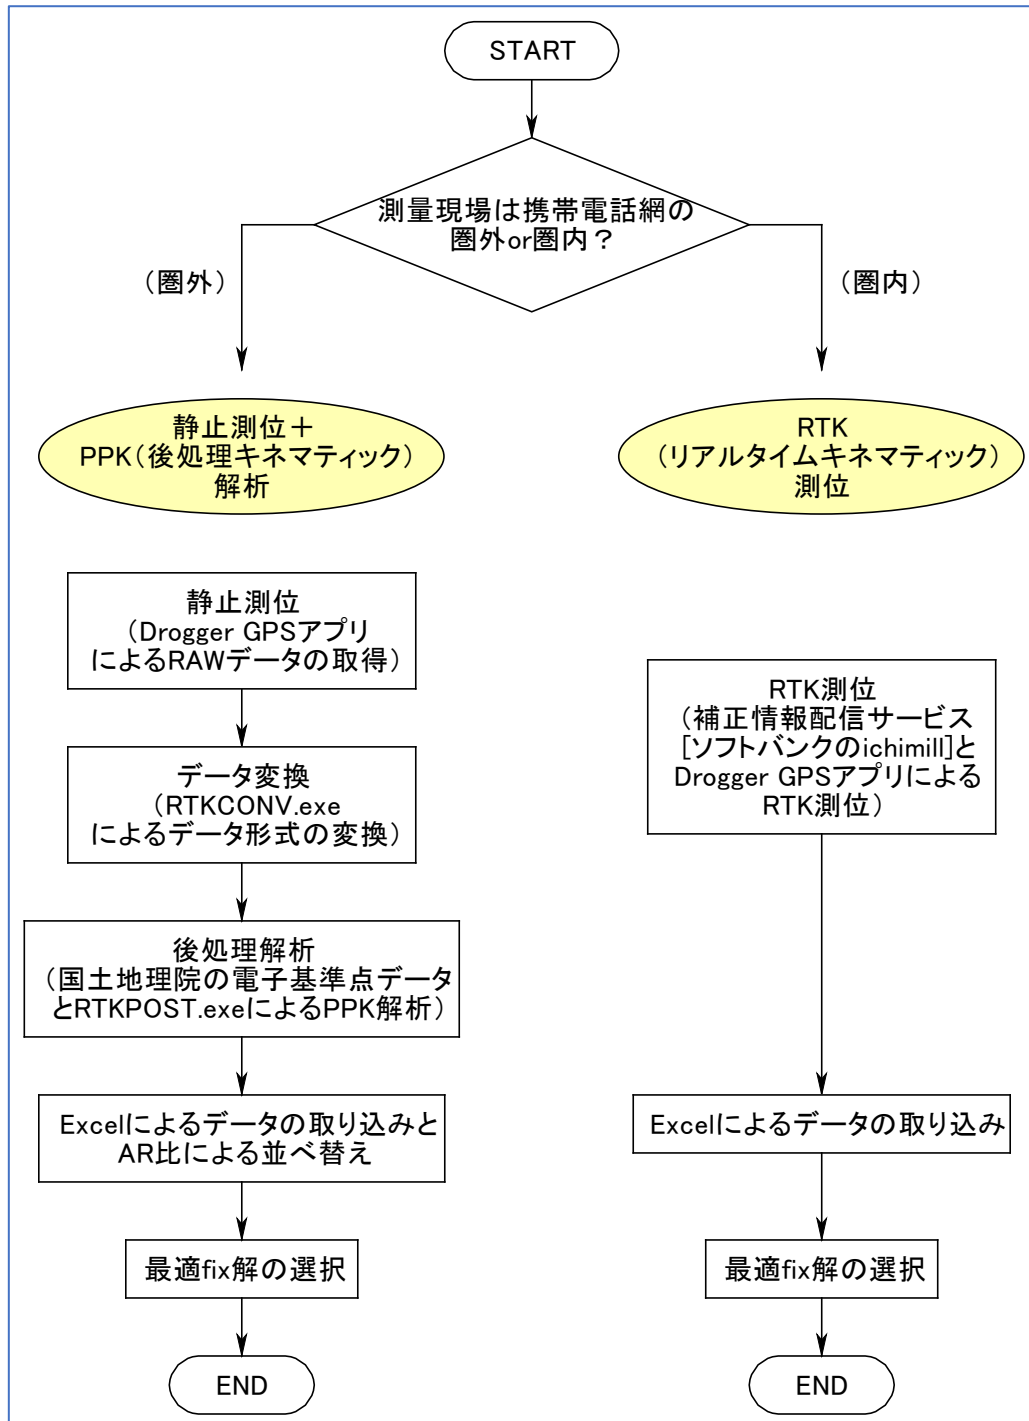 START
測量現場は携帯電話網の
圏外or圏内？
（圏外）
（圏内）
静止測位＋
PPK（後処理キネマティック）
解析
RTK
（リアルタイムキネマティック）
測位
静止測位
（Drogger GPSアプリ
によるRAWデータの取得）
データ変換
（RTKCONV.exe
によるデータ形式の変換）
後処理解析
（国土地理院の電子基準点データ
とRTKPOST.exeによるPPK解析）
Excelによるデータの取り込みと
AR比による並べ替え
最適fix解の選択
END
RTK測位
（補正情報配信サービス
[ソフトバンクのichimill]と
Drogger GPSアプリによる
RTK測位）
Excelによるデータの取り込み
最適fix解の選択
END